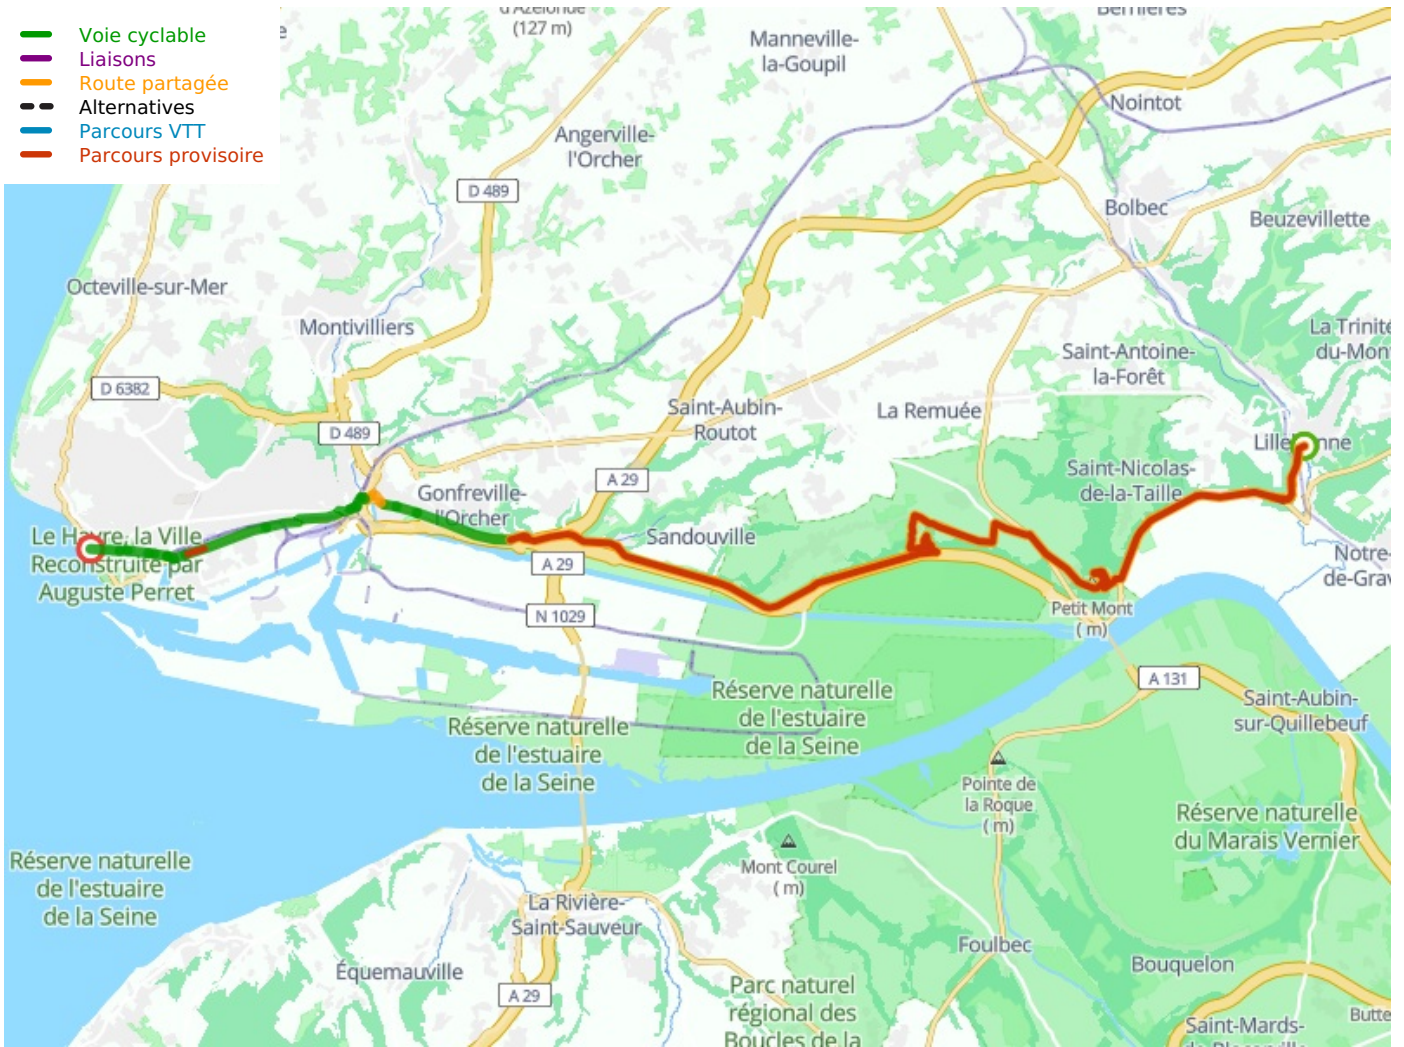 Voie cyclable
Liaisons
Route partagée
Alternatives
Parcours VTT
Parcours provisoire
(127 m)
Manneville-
la-Goupil
Nointot
Angerville-
l'Orcher
D 489
Bolbec
Beuzevillette
Octeville-sur-Mer
Montivilliers
La Trinité
du-Mon
Saint-Antoine-
la-Forêt
D 6382
Saint-Aubin-
Routot
La Remuée
D 489
Saint-Nicolas-
de-la-Taille
A 29
Gonfreville-
l'Orcher
Sandouville
Le Havre, la Ville
Reconstruite par
Auguste Perret
A 29
Notre-
de-Grav
N 1029
Petit Mont
( m)
A 131
Réserve naturelle
de l'estuaire
de la Seine
Saint-Aubin-
sur-Quillebeuf
Réserve naturelle
de l'estuaire
de la Seine
Pointe de
la Roque
( m)
Réserve naturelle
du Marais Vernier
Réserve naturelle
de l'estuaire
de la Seine
Mont Courel
( m)
La Rivière-
Saint-Sauveur
Équemauville
Foulbec
Bouquelon
A 29
Parc naturel
régional des
Boucles de la
Butte
Saint-Mards-